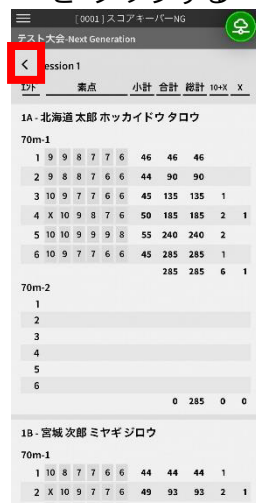 [0001]スコアキーパーNG
テスト大会-Next Generation
ession 1
ｴﾝﾄﾞ 素点 小計 合計 総計 10+X X
1A - 北海道 太郎 ホッカイドウ タロウ
70m-1
1 9 9 8 7 7 6 46 46 46
2 9 8 8 7 6 6 44 90 90
3 10 9 7 7 6 6 45 135 135 1
4 X 10 9 8 7 6 50 185 185 2 1
5 10 10 9 9 9 8 55 240 240 2
6 10 9 7 7 6 6 45 285 285 1
285 285 6 1
70m-2
1
2
3
4
5
6
0 285 0 0
1B - 宮城 次郎 ミヤギ ジロウ
70m-1
1 10 8 7 7 6 6 44 44 44 1
2 X 10 9 7 7 6 49 93 93 2 1